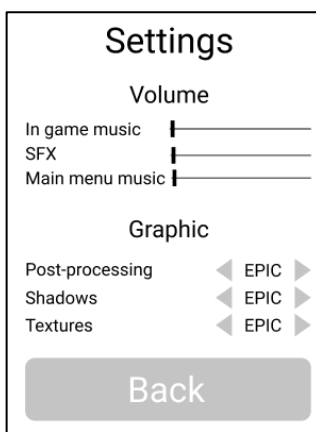 Settings
Volume
In game music
SFX
Main menu music
Graphic
Post-processing EPIC
Shadows EPIC
Textures EPIC
Back